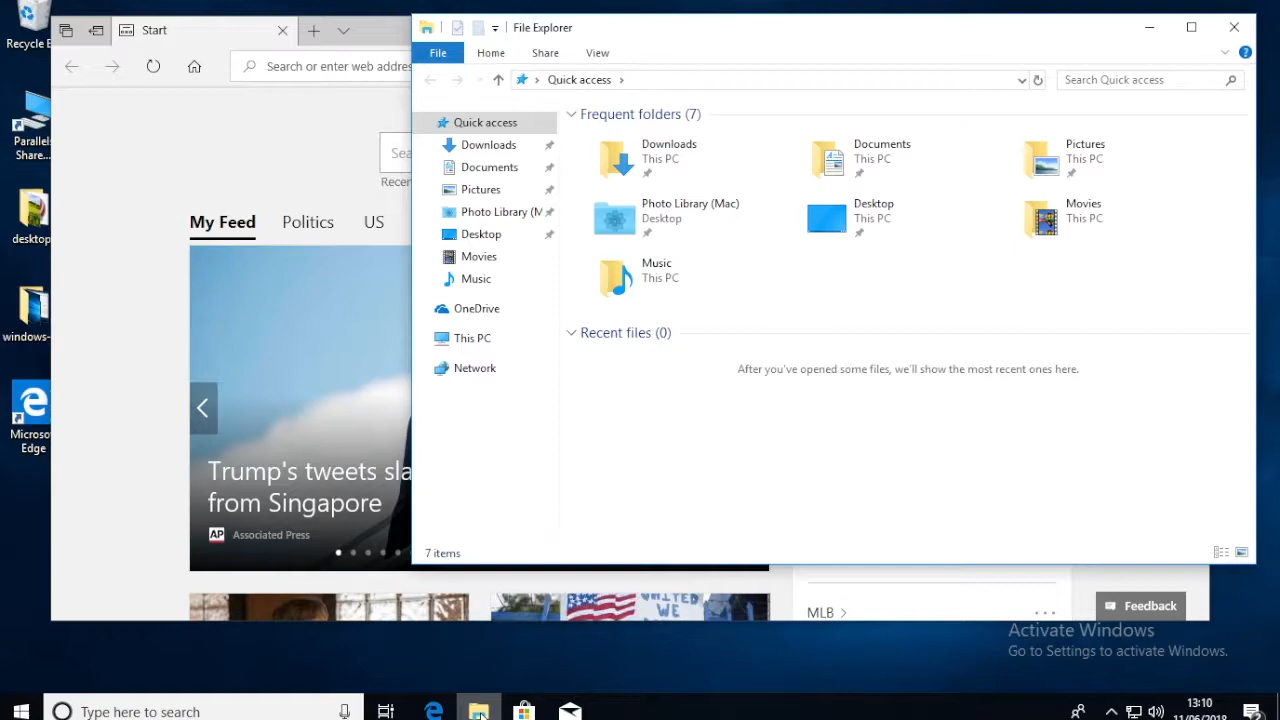 Recycle B
Parallels
Share...
desktop
windows-
Microso
Edge
Start
Search or enter web addres
Sea
Recen
My Feed
Politics
US
Trump's tweets sla
from Singapore
AP
Associated Press
MLB
Feedback
File Explorer
File
Home
Share
View
Quick access
Search Quick access
Quick access
Downloads
Documents
Pictures
Photo Library (M
Desktop
Movies
Music
OneDrive
This PC
Network
Frequent folders (7)
Downloads
This PC
Documents
This PC
Pictures
This PC
Photo Library (Mac)
Desktop
Desktop
This PC
Movies
This PC
Music
This PC
Recent files (0)
After you've opened some files, we'll show the most recent ones here.
7 items
UNITED
WE
Activate Windows
Go to Settings to activate Windows.
Type here to search
13:10
11/06/2018